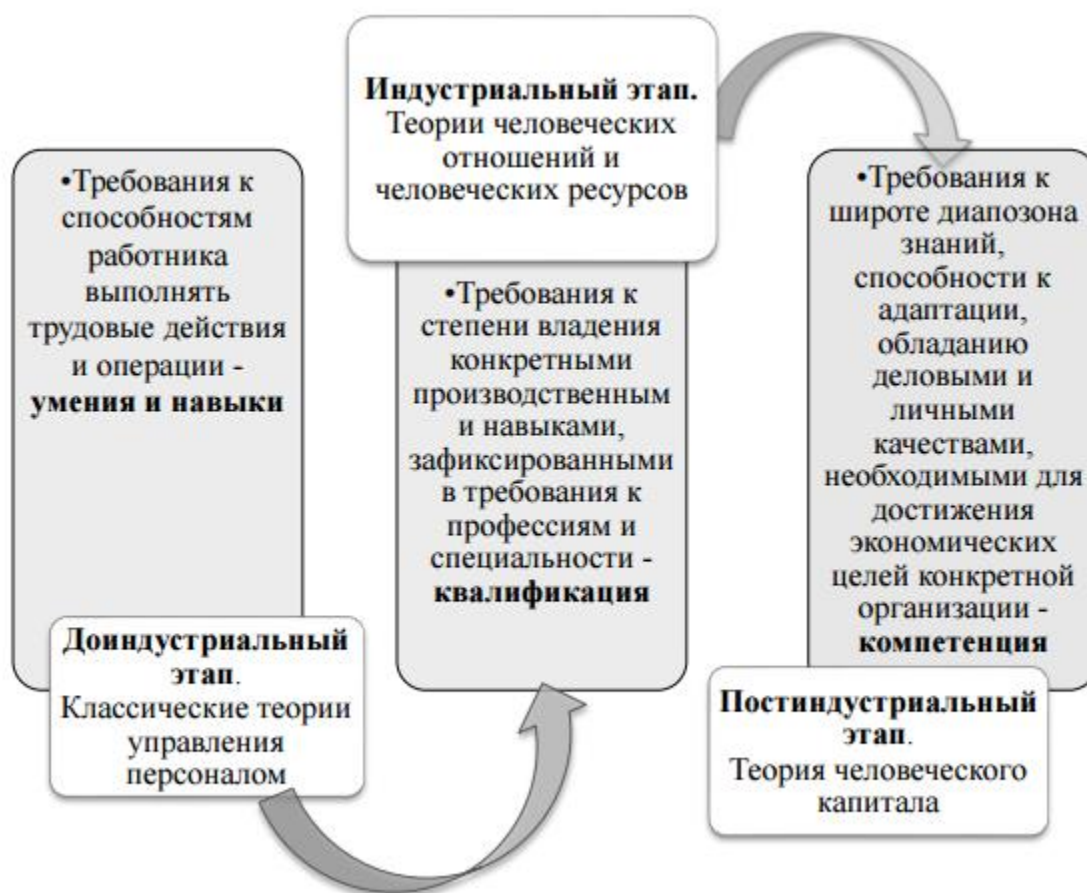 •Требования к
способностям
работника
выполнять
трудовые действия
и операции -
умения и навыки
Доиндустриальный
этап.
Классические теории
управления
персоналом
Индустриальный этап.
Теории человеческих
отношений и
человеческих ресурсов
•Требования к
степени владения
конкретными
производственным
и навыками,
зафиксированными
в требования к
профессиям и
специальности -
квалификация
•Требования к
широте диапозона
знаний,
способности к
адаптации,
обладанию
деловыми и
личными
качествами,
необходимыми для
достижения
экономических
целей конкретной
организации -
компетенция
Постиндустриальный
этап.
Теория человеческого
капитала